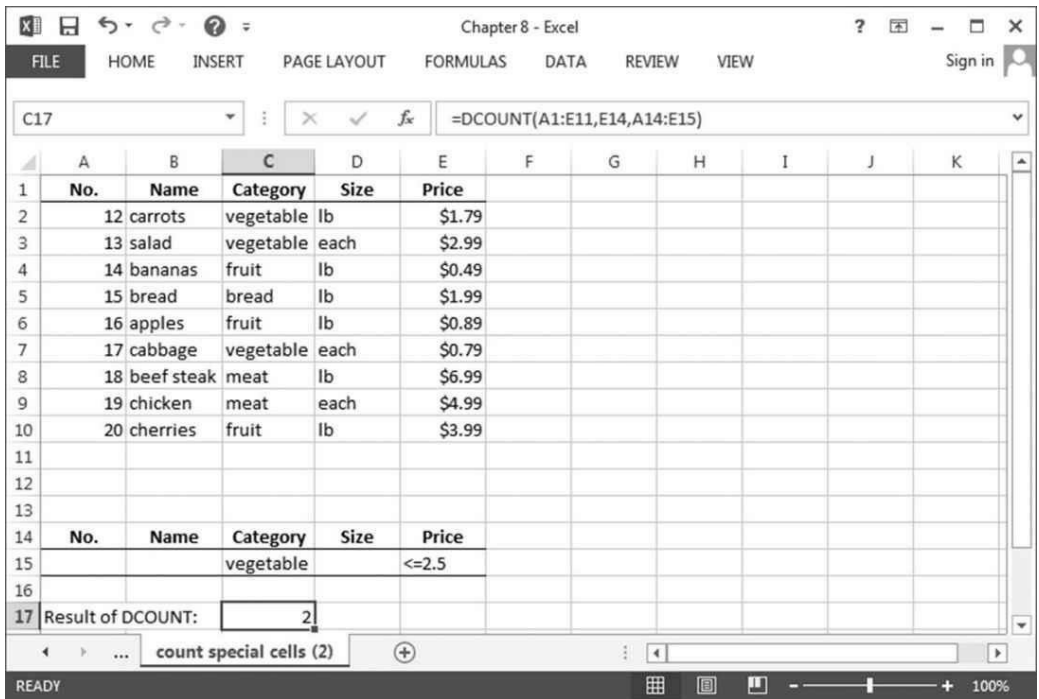 Chapter 8 - Excel
FILE HOME INSERT PAGE LAYOUT FORMULAS DATA REVIEW VIEW Sign in
C17 fx =DCOUNT(A1:E11,E14,A14:E15)
A B C D E F G H I J K
1 No. Name Category Size Price
2 12 carrots vegetable lb $1.79
3 13 salad vegetable each $2.99
4 14 bananas fruit lb $0.49
5 15 bread bread lb $1.99
6 16 apples fruit lb $0.89
7 17 cabbage vegetable each $0.79
8 18 beef steak meat lb $6.99
9 19 chicken meat each $4.99
10 20 cherries fruit lb $3.99
11
12
13
14 No. Name Category Size Price
15 vegetable <=2.5
16
17 Result of DCOUNT: 2
... count special cells (2)
READY 100%